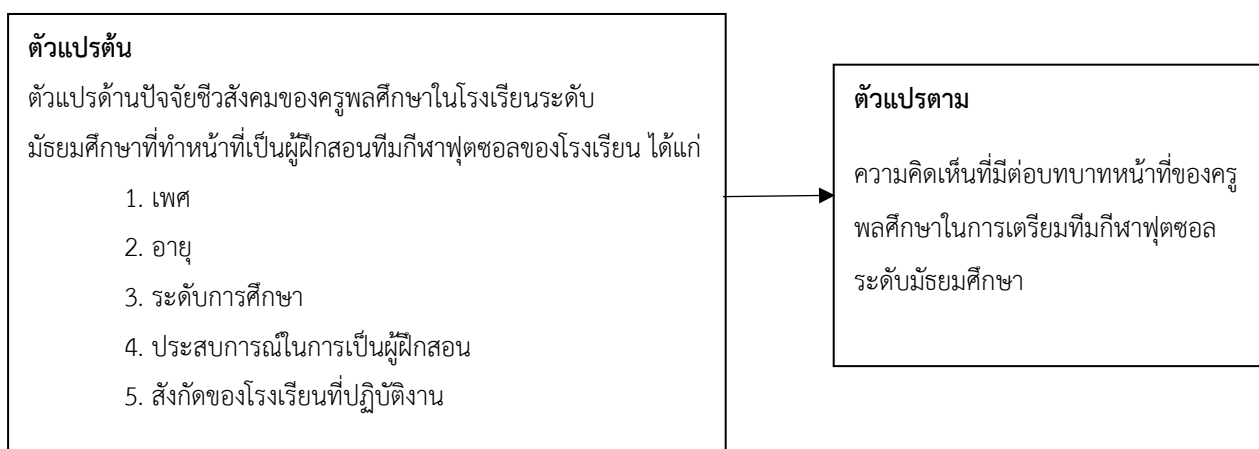 ตัวแปรต้น
ตัวแปรด้านปัจจัยชีวสังคมของครูพลศึกษาในโรงเรียนระดับ
มัธยมศึกษาที่ทำหน้าที่เป็นผู้ฝึกสอนทีมกีฬาฟุตซอลของโรงเรียน ได้แก่
1. เพศ
2. อายุ
3. ระดับการศึกษา
4. ประสบการณ์ในการเป็นผู้ฝึกสอน
5. สังกัดของโรงเรียนที่ปฏิบัติงาน
ตัวแปรตาม
ความคิดเห็นที่มีต่อบทบาทหน้าที่ของครู
พลศึกษาในการเตรียมทีมกีฬาฟุตซอล
ระดับมัธยมศึกษา